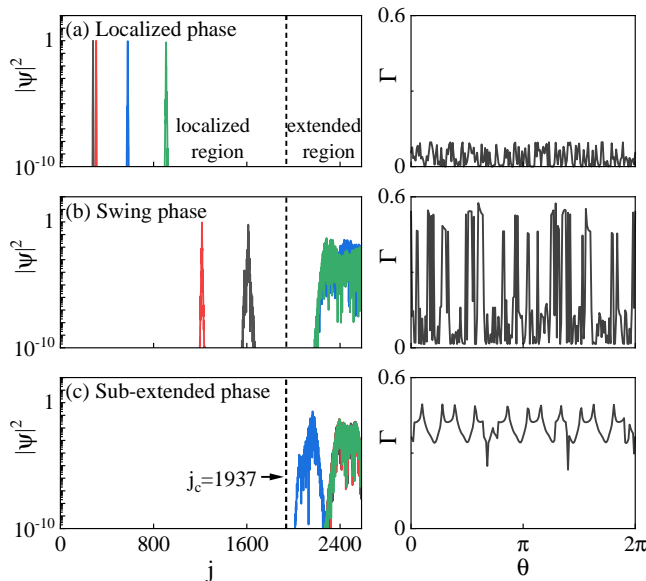 (a) Localized phase
|ψ|²
1
10⁻¹⁰
localized region
extended region
Γ
0.6
0
(b) Swing phase
|ψ|²
1
10⁻¹⁰
Γ
0.6
0
(c) Sub-extended phase
|ψ|²
1
10⁻¹⁰
j_c=1937
0 800 1600 2400
j
Γ
0.6
0
0 π 2π
θ